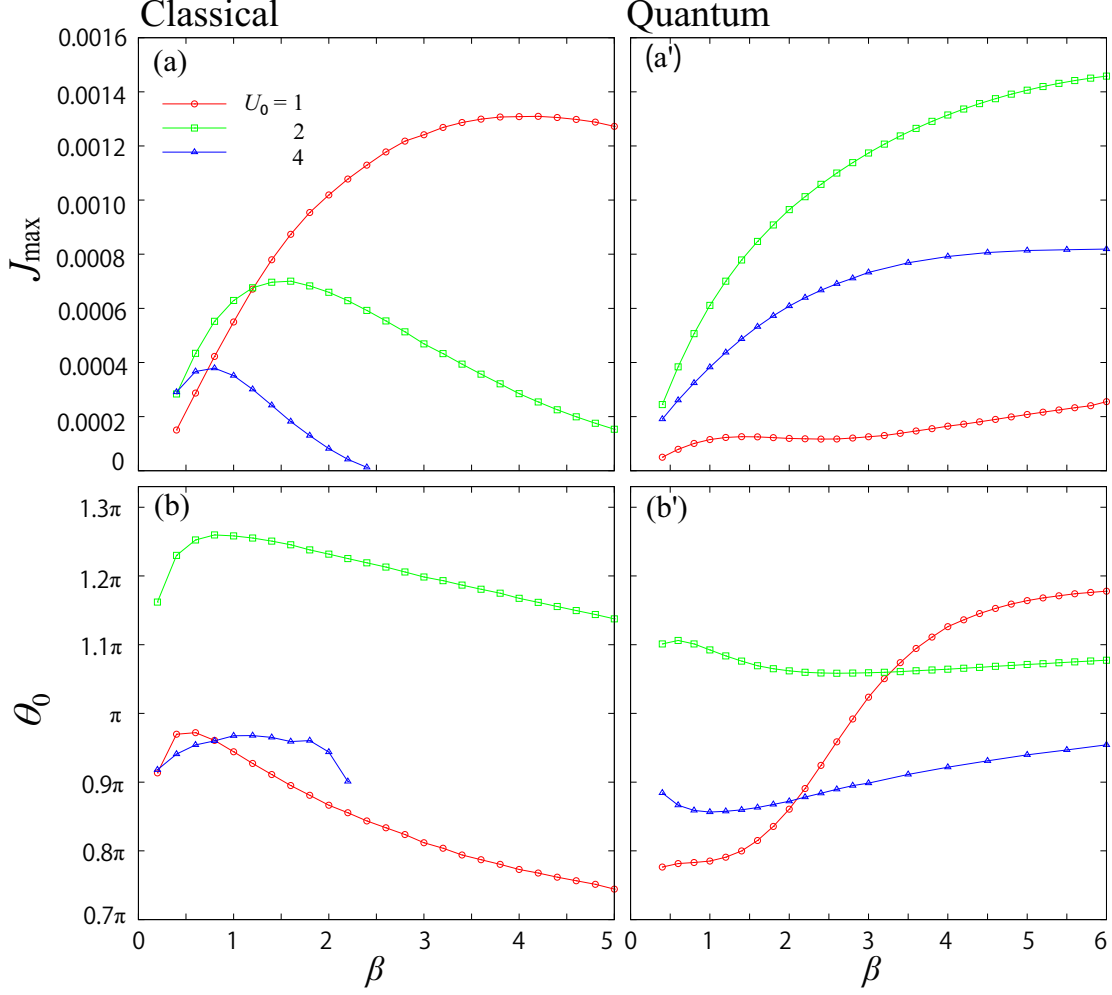 Classical Quantum
(a) (a')
0.0016
0.0014
0.0012
0.0010
0.0008
0.0006
0.0004
0.0002
0
J_max
U_0 = 1
2
4
(b) (b')
1.3π
1.2π
1.1π
π
0.9π
0.8π
0.7π
θ_0
0 1 2 3 4 5 0 1 2 3 4 5 6
β β